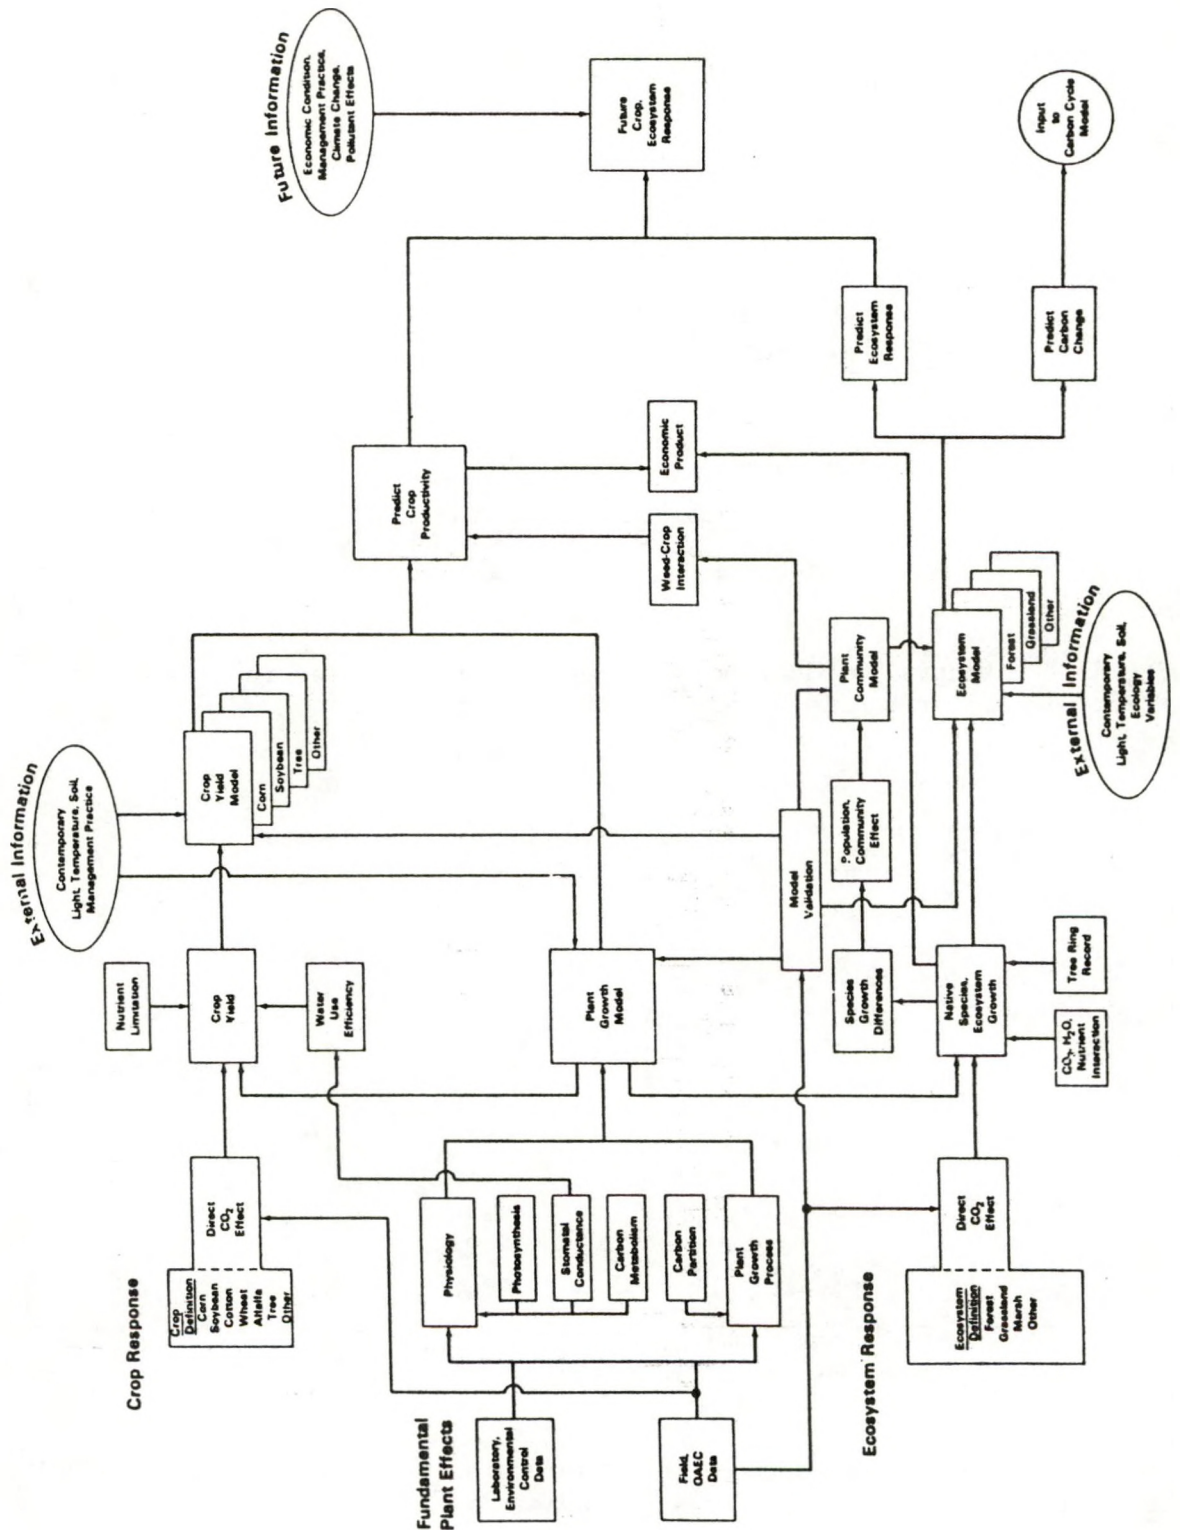 Crop Response
Crop
Definition
Corn
Soybean
Cotton
Wheat
Alfalfa
Tree
Other
Direct
CO2
Effect
Nutrient
Limitation
Crop
Yield
Water
Use
Efficiency
External Information
Contemporary
Light, Temperature, Soil,
Management Practice
Crop
Yield
Model
Corn
Soybean
Tree
Other
Predict
Crop
Productivity
Future Information
Economic Condition,
Management Practice,
Climate Change,
Pollutant Effects
Future
Crop,
Ecosystem
Response
Fundamental
Plant Effects
Laboratory,
Environmental
Control
Data
Field,
OAEC
Data
Physiology
Photosynthesis
Stomatal
Conductance
Carbon
Metabolism
Carbon
Partition
Plant
Growth
Process
Plant
Growth
Model
Model
Validation
Weed-Crop
Interaction
Economic
Product
Species
Growth
Differences
Population,
Community
Effect
Plant
Community
Model
Predict
Ecosystem
Response
Ecosystem Response
Ecosystem
Definition
Forest
Grassland
Marsh
Other
Direct
CO2
Effect
Native
Species,
Ecosystem
Growth
CO2, H2O,
Nutrient
Interaction
Tree Ring
Record
Ecosystem
Model
Forest
Grassland
Other
External Information
Contemporary
Light, Temperature, Soil,
Ecology
Variables
Predict
Carbon
Change
Input
to
Carbon Cycle
Model